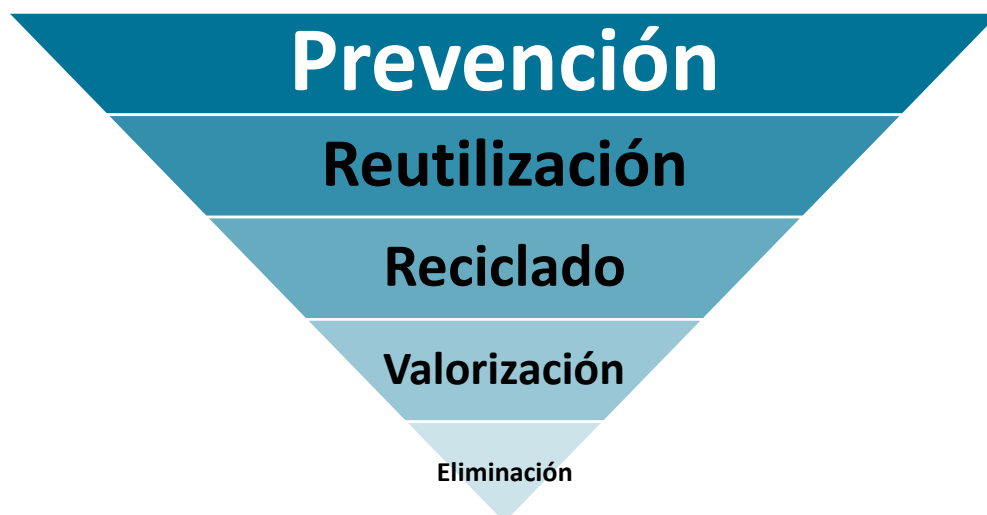 Prevención
Reutilización
Reciclado
Valorización
Eliminación